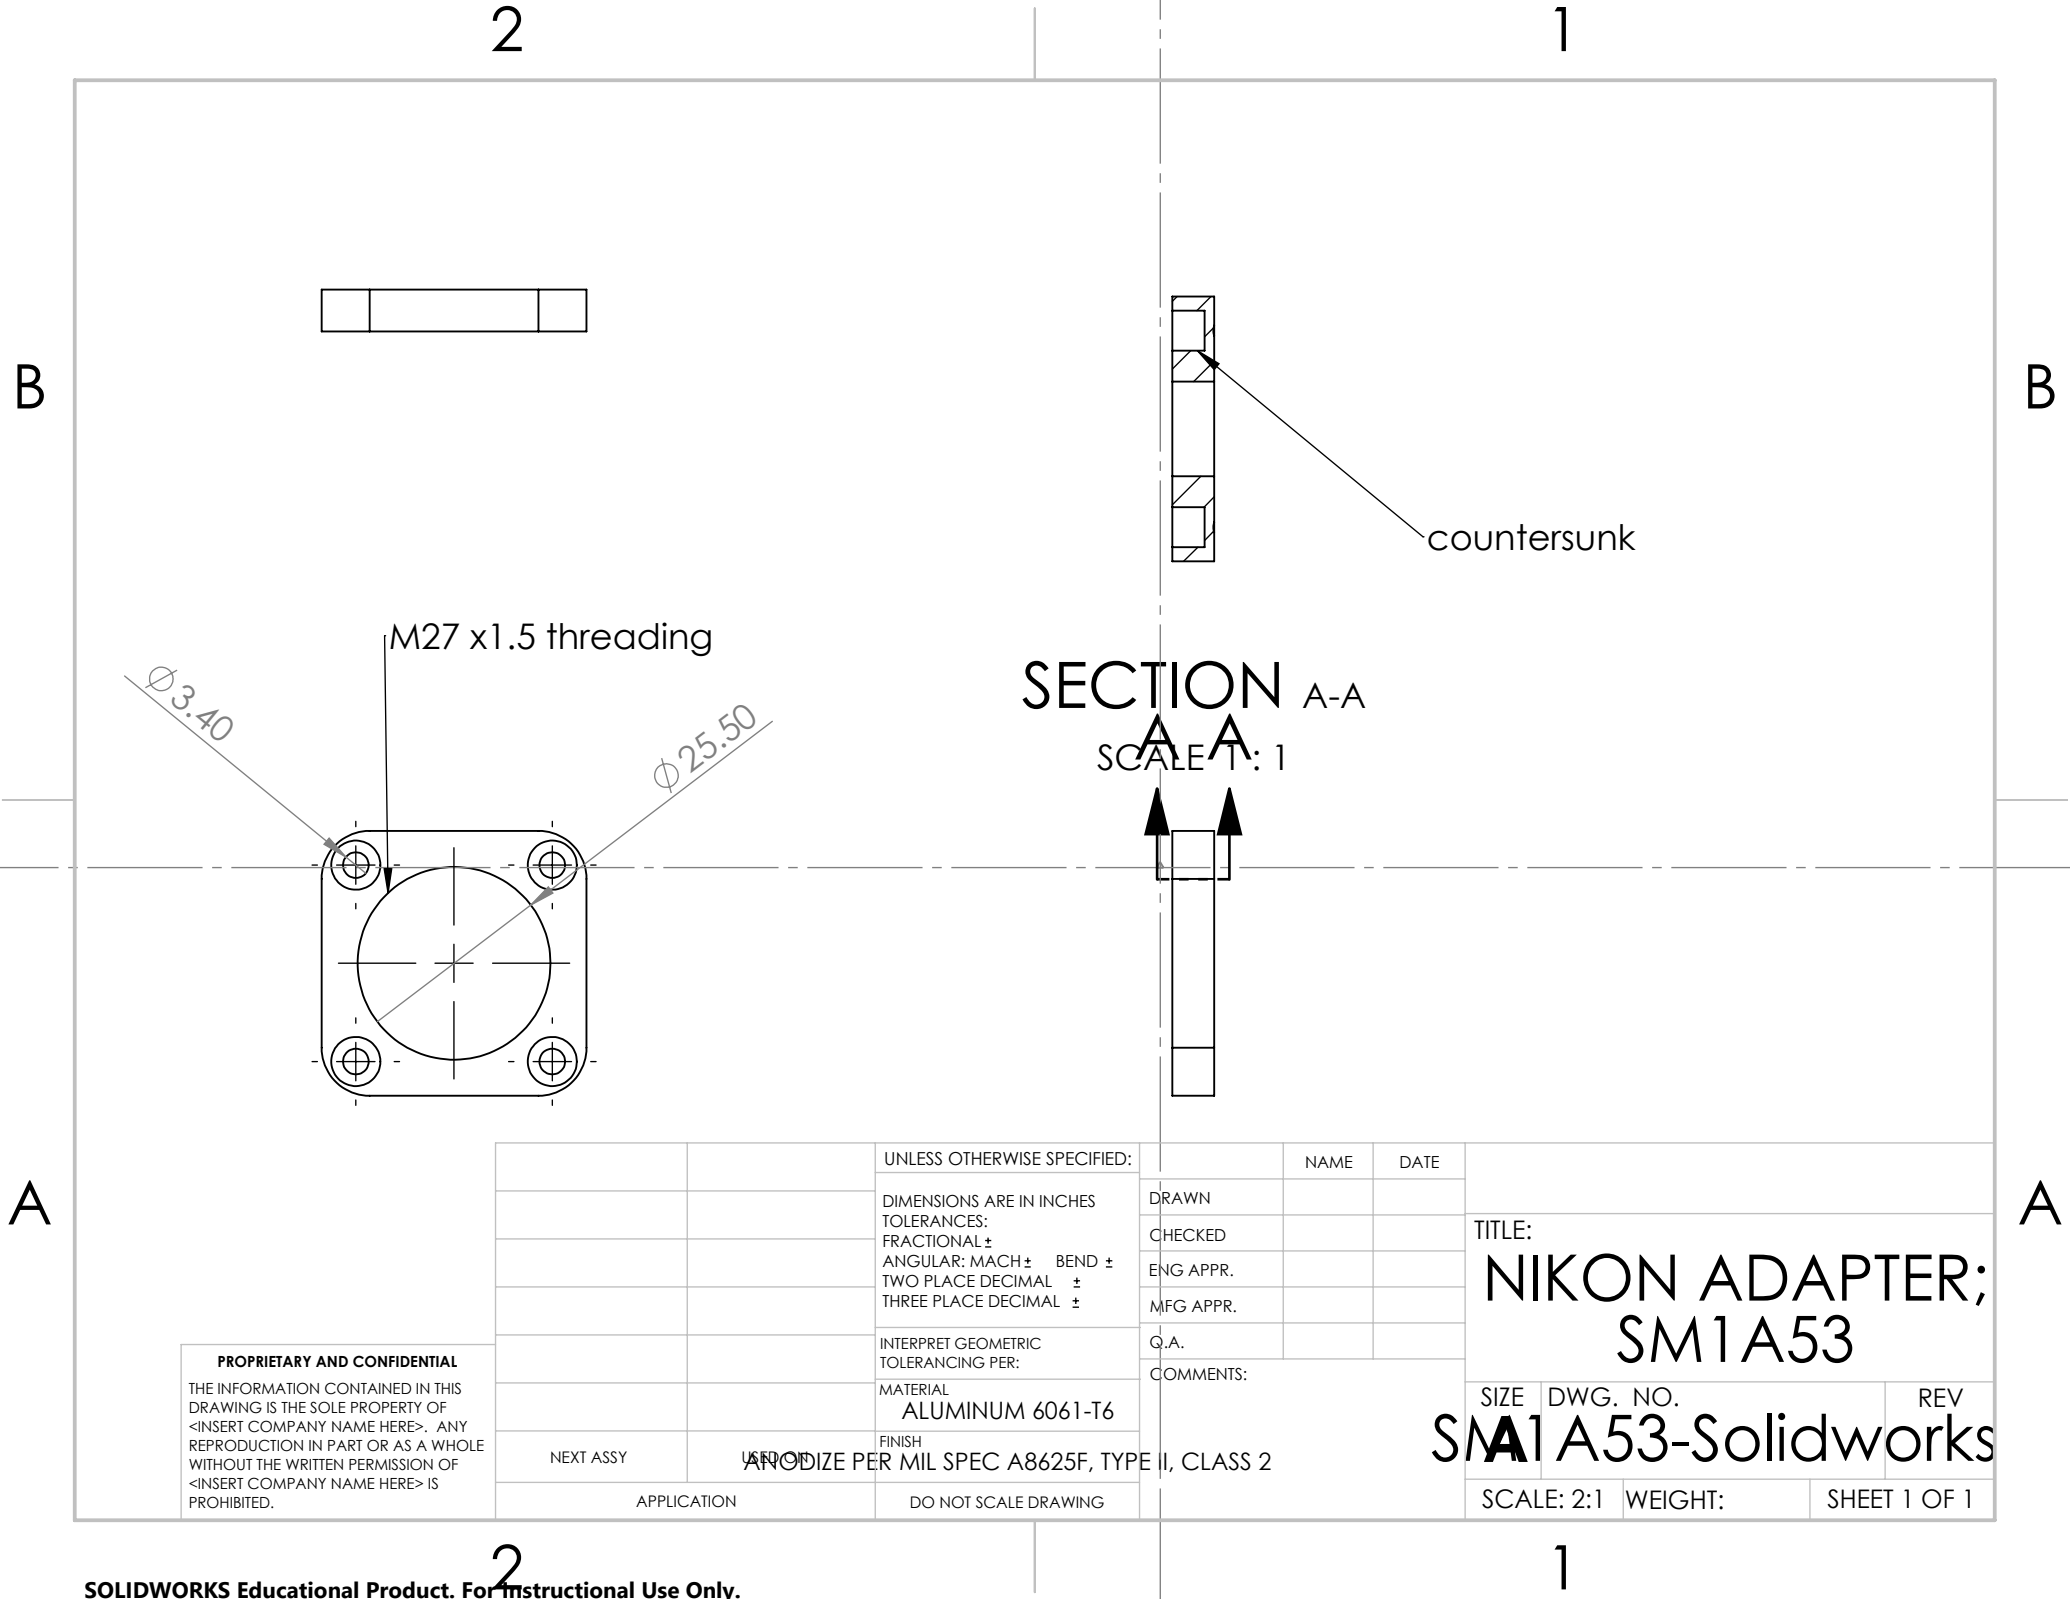 2
1
B
B
countersunk
M27 x1.5 threading
⌀3.40
⌀25.50
SECTION A-A
A A
SCALE 1 : 1
A
A
UNLESS OTHERWISE SPECIFIED:
DIMENSIONS ARE IN INCHES
TOLERANCES:
FRACTIONAL ±
ANGULAR: MACH ± BEND ±
TWO PLACE DECIMAL ±
THREE PLACE DECIMAL ±
INTERPRET GEOMETRIC
TOLERANCING PER:
MATERIAL
ALUMINUM 6061-T6
FINISH
ANODIZE PER MIL SPEC A8625F, TYPE II, CLASS 2
DO NOT SCALE DRAWING
NEXT ASSY
USED ON
APPLICATION
NAME
DATE
DRAWN
CHECKED
ENG APPR.
MFG APPR.
Q.A.
COMMENTS:
TITLE:
NIKON ADAPTER;
SM1A53
SIZE
A
DWG. NO.
SM1A53-Solidworks
REV
SCALE: 2:1
WEIGHT:
SHEET 1 OF 1
PROPRIETARY AND CONFIDENTIAL
THE INFORMATION CONTAINED IN THIS
DRAWING IS THE SOLE PROPERTY OF
<INSERT COMPANY NAME HERE>. ANY
REPRODUCTION IN PART OR AS A WHOLE
WITHOUT THE WRITTEN PERMISSION OF
<INSERT COMPANY NAME HERE> IS
PROHIBITED.
2
1
SOLIDWORKS Educational Product. For Instructional Use Only.